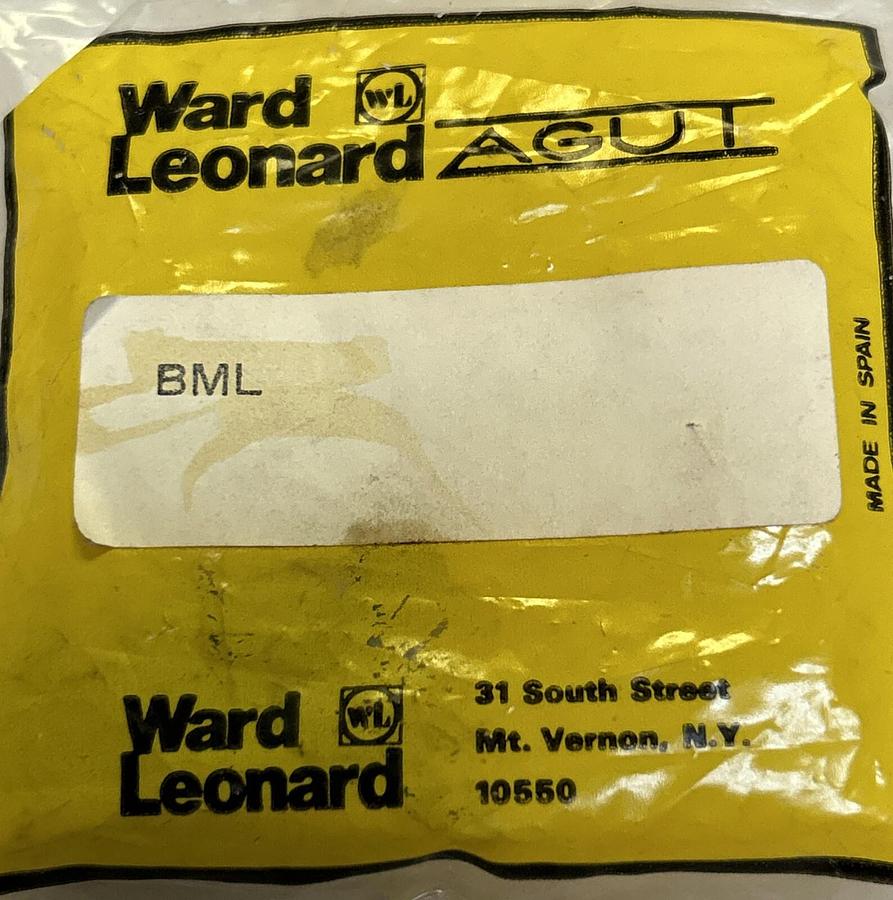 Ward WL
Leonard AGUT
BML
MADE IN SPAIN
Ward WL
Leonard
31 South Street
Mt. Vernon, N.Y.
10550